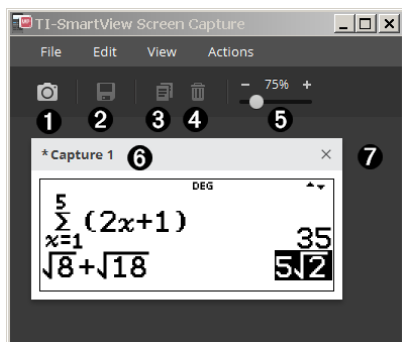 TI-SmartView Screen Capture
File Edit View Actions
− 75% +
1 2 3 4 5
*Capture 1 6 × 7
DEG
5
Σ (2x+1)
x=1
35
√8+√18 5√2